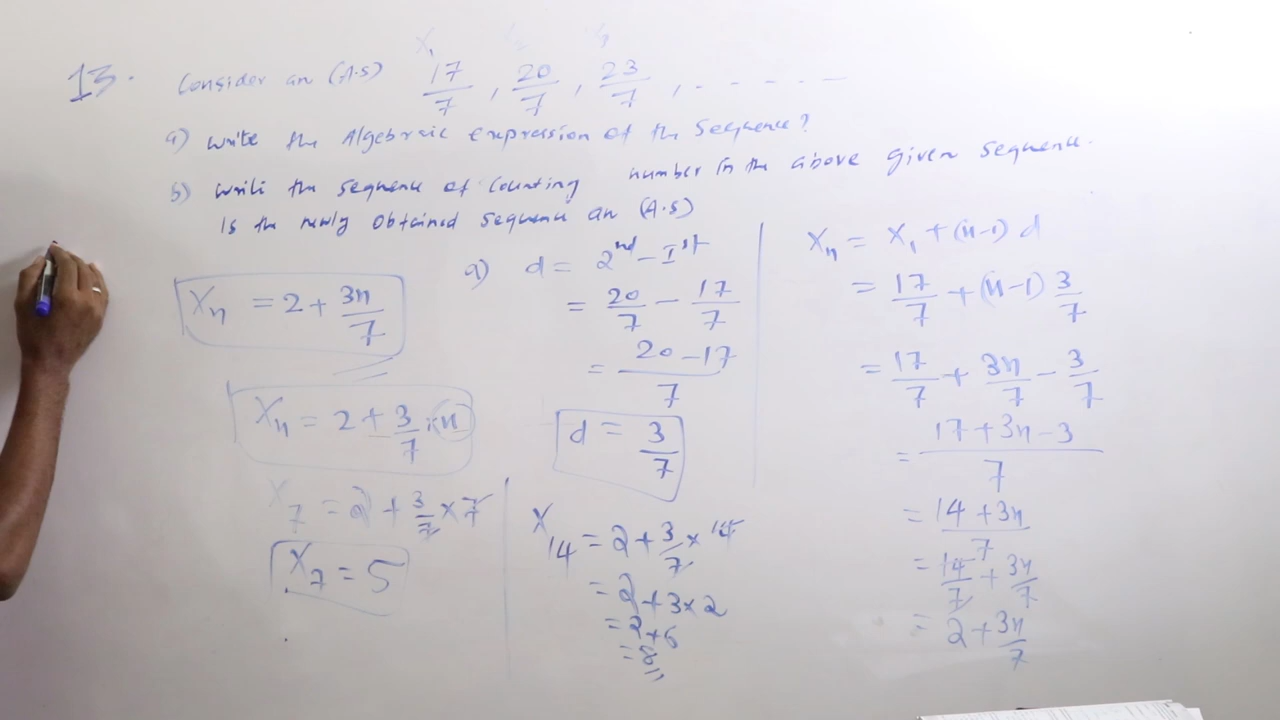 13. Consider an (A.S) 17/7, 20/7, 23/7, - - - - - -
x₁
a) Write the Algebraic expression of the Sequence?
b) Write the sequence of counting number in the above given sequence.
Is the newly obtained sequence an (A.S)
Xₙ = 2 + 3n/7
Xₙ = 2 + 3/7 × n
X₇ = 2 + 3/7 × 7
X₇ = 5
a) d = 2nd - Ist
= 20/7 - 17/7
= (20 - 17)/7
d = 3/7
X₁₄ = 2 + 3/7 × 14
= 2 + 3 × 2
= 2 + 6
= 8
Xₙ = X₁ + (n-1) d
= 17/7 + (n-1) 3/7
= 17/7 + 3n/7 - 3/7
= (17 + 3n - 3)/7
= (14 + 3n)/7
= 14/7 + 3n/7
= 2 + 3n/7